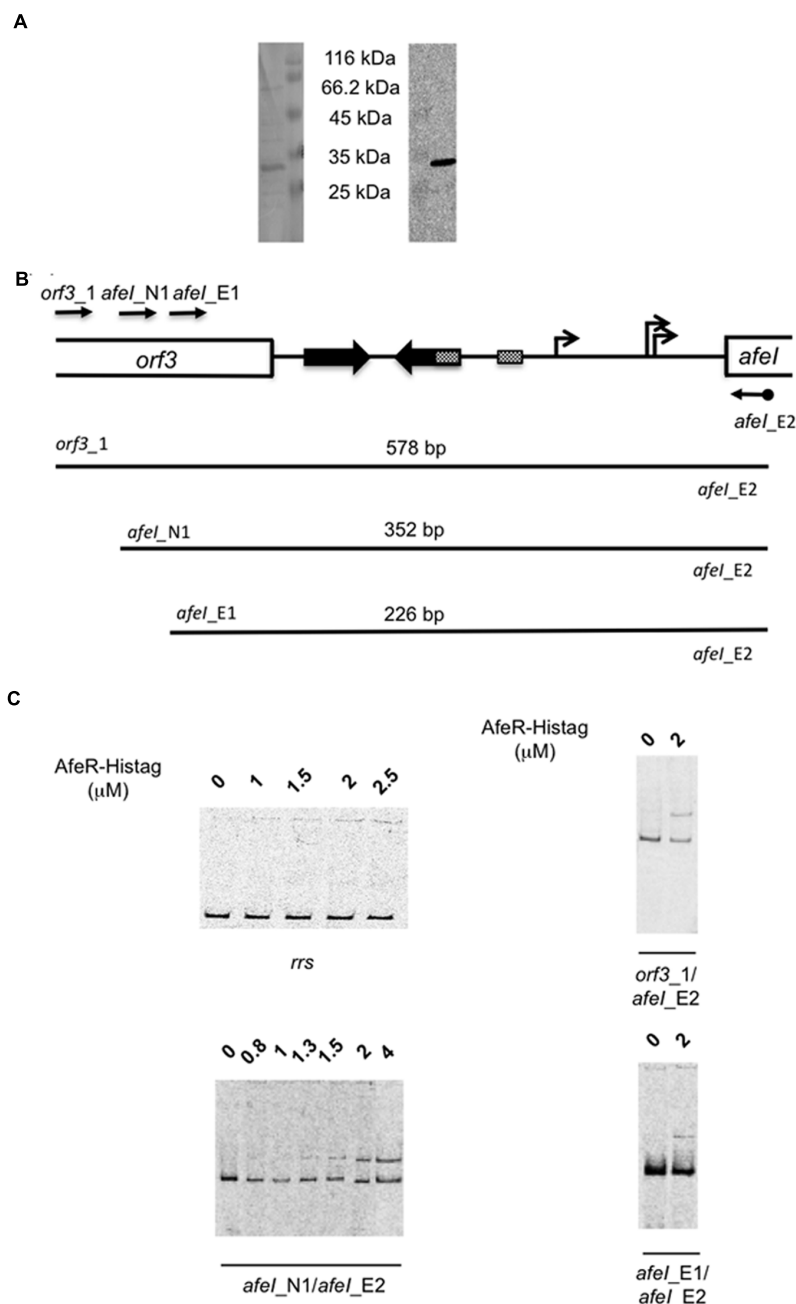 A
116 kDa
66.2 kDa
45 kDa
35 kDa
25 kDa
B
orf3_1 afeI_N1 afeI_E1
orf3
afeI
afeI_E2
orf3_1
578 bp
afeI_E2
afeI_N1
352 bp
afeI_E2
afeI_E1
226 bp
afeI_E2
C
AfeR-Histag
(μM)
0 1 1.5 2 2.5
rrs
AfeR-Histag
(μM)
0 2
orf3_1/
afeI_E2
0 0.8 1 1.3 1.5 2 4
afeI_N1/afeI_E2
0 2
afeI_E1/
afeI_E2